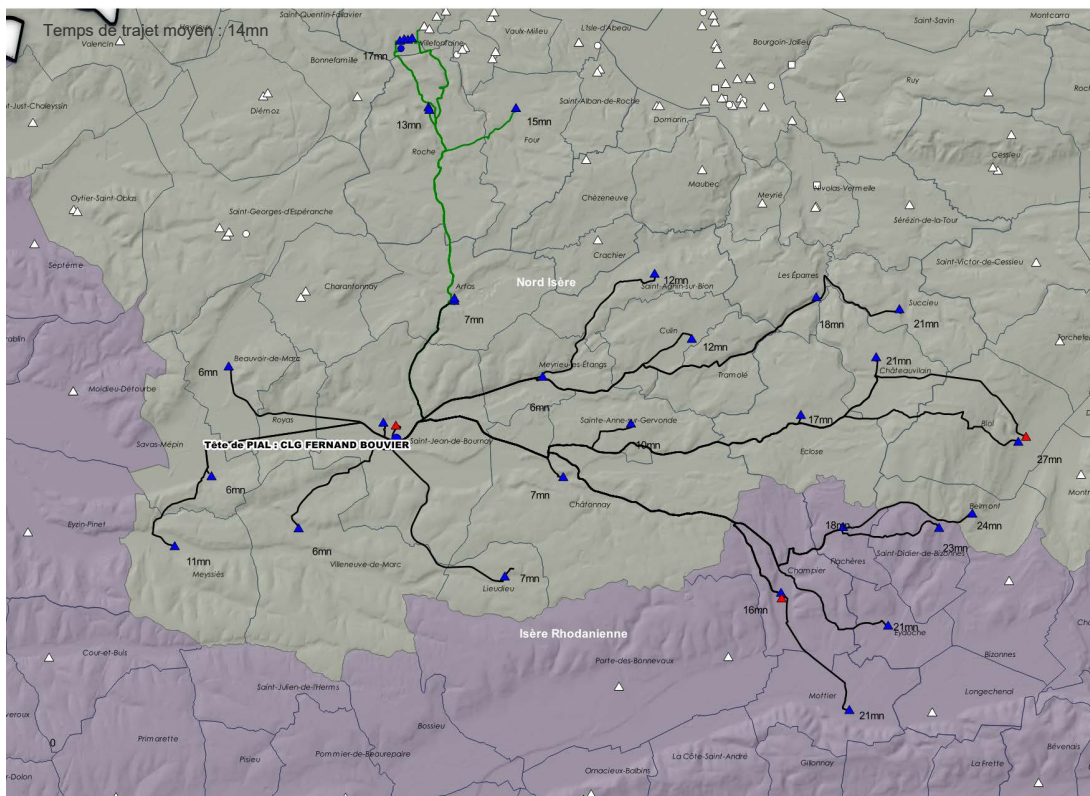 Saint-Quentin-Fallavier
Saint-Savin
Montcarra
Temps de trajet moyen : 14mn
Valencin
Villefontaine
Vaulx-Milieu
L'Isle-d'Abeau
Bourgoin-Jallieu
17mn
Bonnefamille
Ruy
Diémoz
Saint-Alban-de-Roche
Domarin
13mn
15mn
Roche
Four
Cessieu
Maubec
Meyrié
Nivolas-Vermelle
Oytier-Saint-Oblas
Saint-Georges-d'Espéranche
Chèzeneuve
Sérézin-de-la-Tour
Crachier
Septème
Saint-Victor-de-Cessieu
Les Éparres
Nord Isère
12mn
Charantonnay
Artas
Saint-Agnin-sur-Bion
Succieu
7mn
18mn
21mn
Culin
12mn
Beauvoir-de-Marc
21mn
6mn
Meyrieu-les-Étangs
Châteauvilain
Tramolé
Moidieu-Détourbe
6mn
Royas
Sainte-Anne-sur-Gervonde
17mn
Biol
Savas-Mépin
Tête de PIAL : CLG FERNAND BOUVIER
Saint-Jean-de-Bournay
10mn
Eclose
27mn
6mn
7mn
Châtonnay
Belmont
Eyzin-Pinet
18mn
24mn
23mn
6mn
11mn
Saint-Didier-de-Bizonnes
Flachères
Villeneuve-de-Marc
Champier
Meyssiès
7mn
Lieudieu
16mn
Isère Rhodanienne
21mn
Eydoche
Cour-et-Buis
Bizonnes
Porte-des-Bonnevaux
Saint-Julien-de-l'Herms
Mottier
Longechenal
21mn
Bossieu
0
Primarette
Pommier-de-Beaurepaire
La Côte-Saint-André
Pisieu
Gillonnay
La Frette
Bévenais
Ornacieux-Balbins